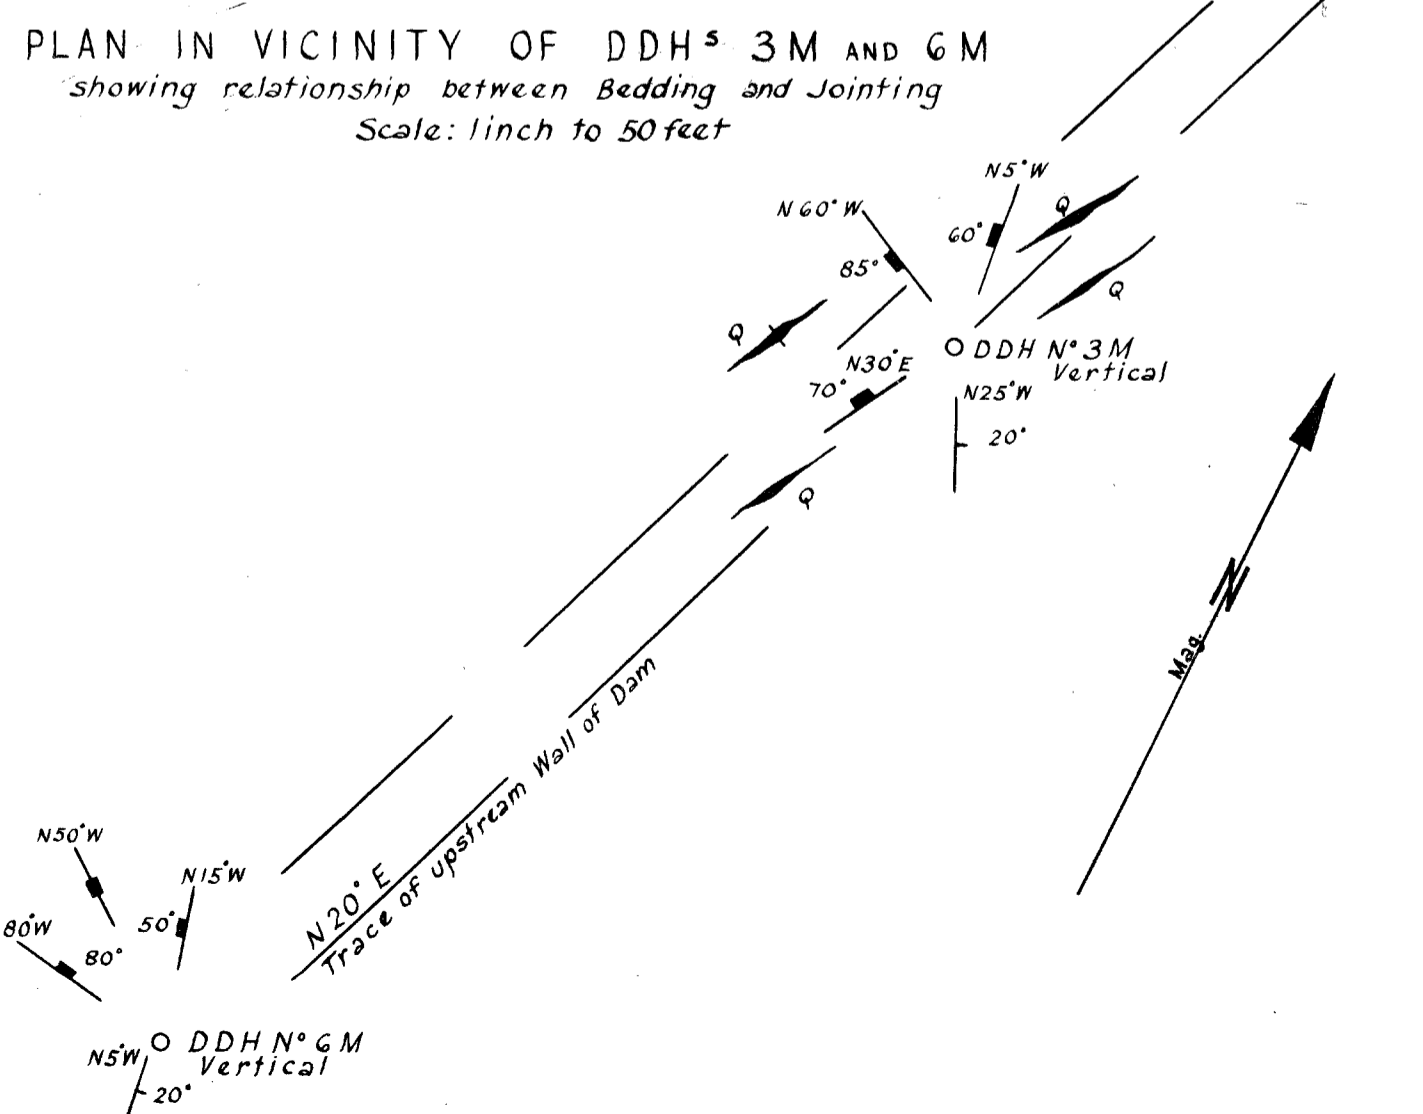 PLAN IN VICINITY OF DDHs 3M AND 6M
showing relationship between Bedding and Jointing
Scale: 1 inch to 50 feet
N5°W
N60°W
Q
60°
85°
Q
Q
DDH N° 3M
Vertical
N30°E
70°
N25°W
20°
Q
N
Mag.
N20°E
Trace of upstream Wall of Dam
N50°W
N15°W
50°
80°W
80°
DDH N° 6M
Vertical
N5°W
20°